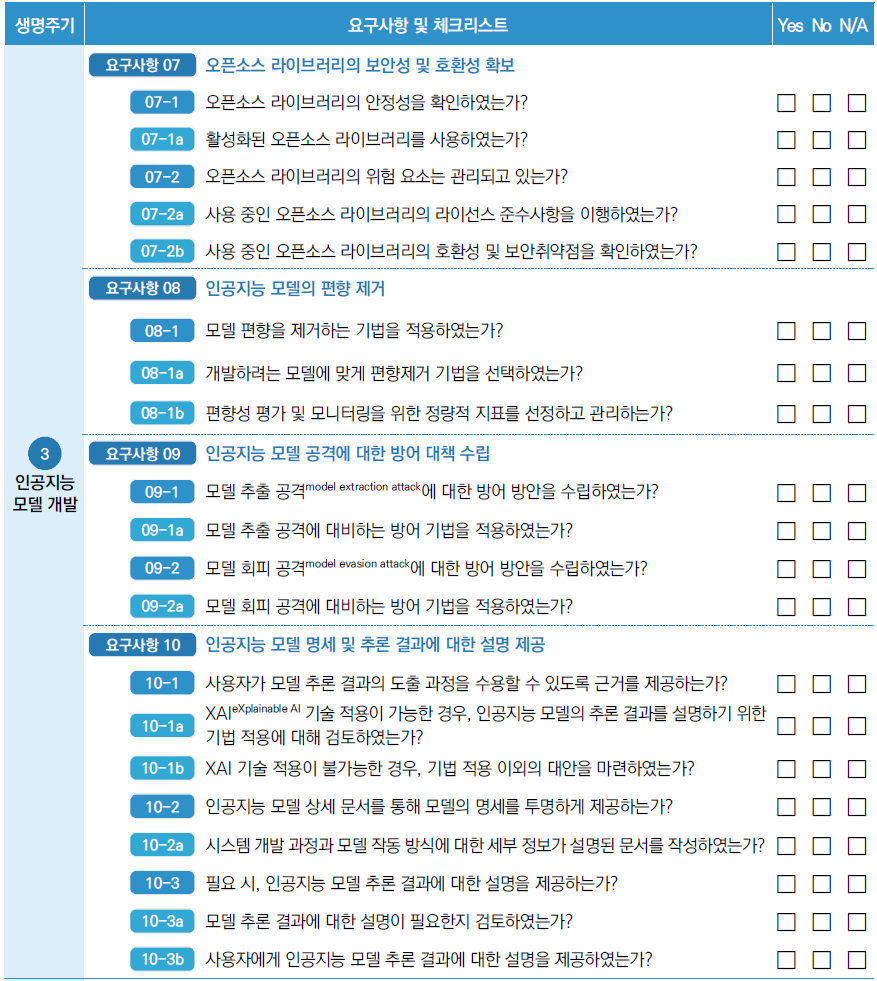 생명주기 요구사항 및 체크리스트 Yes No N/A
요구사항 07 오픈소스 라이브러리의 보안성 및 호환성 확보
07-1 오픈소스 라이브러리의 안정성을 확인하였는가?
07-1a 활성화된 오픈소스 라이브러리를 사용하였는가?
07-2 오픈소스 라이브러리의 위험 요소는 관리되고 있는가?
07-2a 사용 중인 오픈소스 라이브러리의 라이선스 준수사항을 이행하였는가?
07-2b 사용 중인 오픈소스 라이브러리의 호환성 및 보안취약점을 확인하였는가?
요구사항 08 인공지능 모델의 편향 제거
08-1 모델 편향을 제거하는 기법을 적용하였는가?
08-1a 개발하려는 모델에 맞게 편향제거 기법을 선택하였는가?
08-1b 편향성 평가 및 모니터링을 위한 정량적 지표를 선정하고 관리하는가?
3
인공지능
모델 개발
요구사항 09 인공지능 모델 공격에 대한 방어 대책 수립
09-1 모델 추출 공격model extraction attack에 대한 방어 방안을 수립하였는가?
09-1a 모델 추출 공격에 대비하는 방어 기법을 적용하였는가?
09-2 모델 회피 공격model evasion attack에 대한 방어 방안을 수립하였는가?
09-2a 모델 회피 공격에 대비하는 방어 기법을 적용하였는가?
요구사항 10 인공지능 모델 명세 및 추론 결과에 대한 설명 제공
10-1 사용자가 모델 추론 결과의 도출 과정을 수용할 수 있도록 근거를 제공하는가?
10-1a XAIeXplainable AI 기술 적용이 가능한 경우, 인공지능 모델의 추론 결과를 설명하기 위한
기법 적용에 대해 검토하였는가?
10-1b XAI 기술 적용이 불가능한 경우, 기법 적용 이외의 대안을 마련하였는가?
10-2 인공지능 모델 상세 문서를 통해 모델의 명세를 투명하게 제공하는가?
10-2a 시스템 개발 과정과 모델 작동 방식에 대한 세부 정보가 설명된 문서를 작성하였는가?
10-3 필요 시, 인공지능 모델 추론 결과에 대한 설명을 제공하는가?
10-3a 모델 추론 결과에 대한 설명이 필요한지 검토하였는가?
10-3b 사용자에게 인공지능 모델 추론 결과에 대한 설명을 제공하였는가?